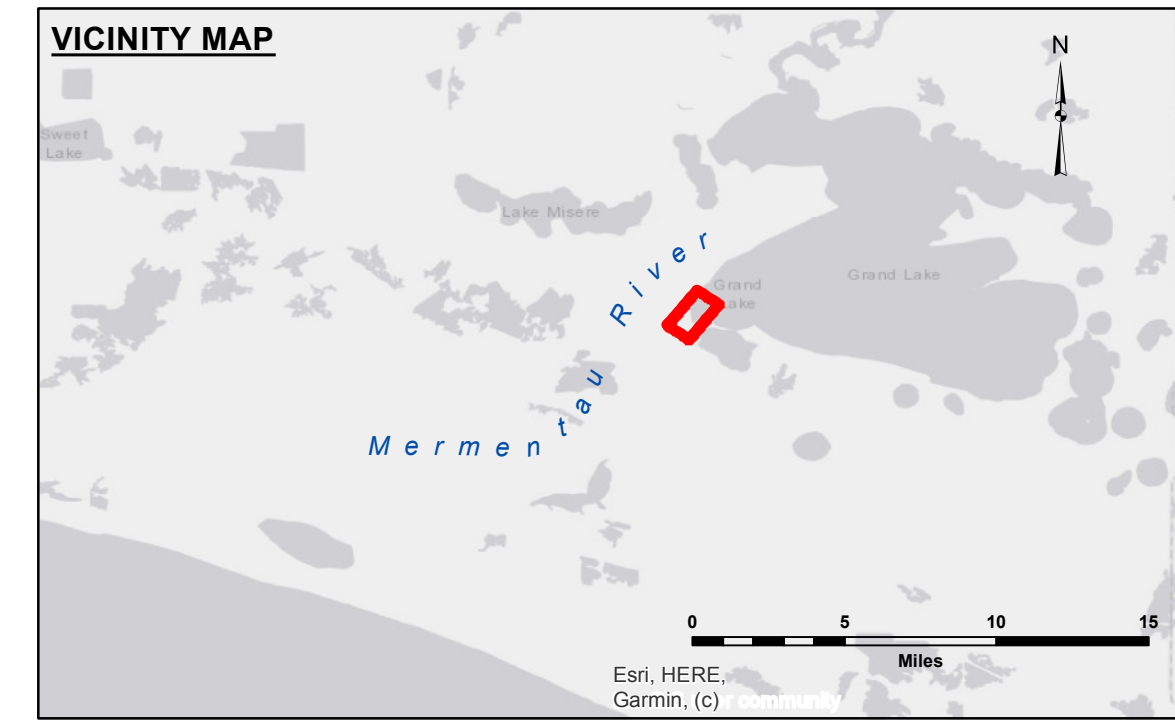 VICINITY MAP
N
Sweet
Lake
Lake Misere
Grand Lake
Grand
Lake
Mermentau River
0 5 10 15
Miles
Esri, HERE,
Garmin, (c) community